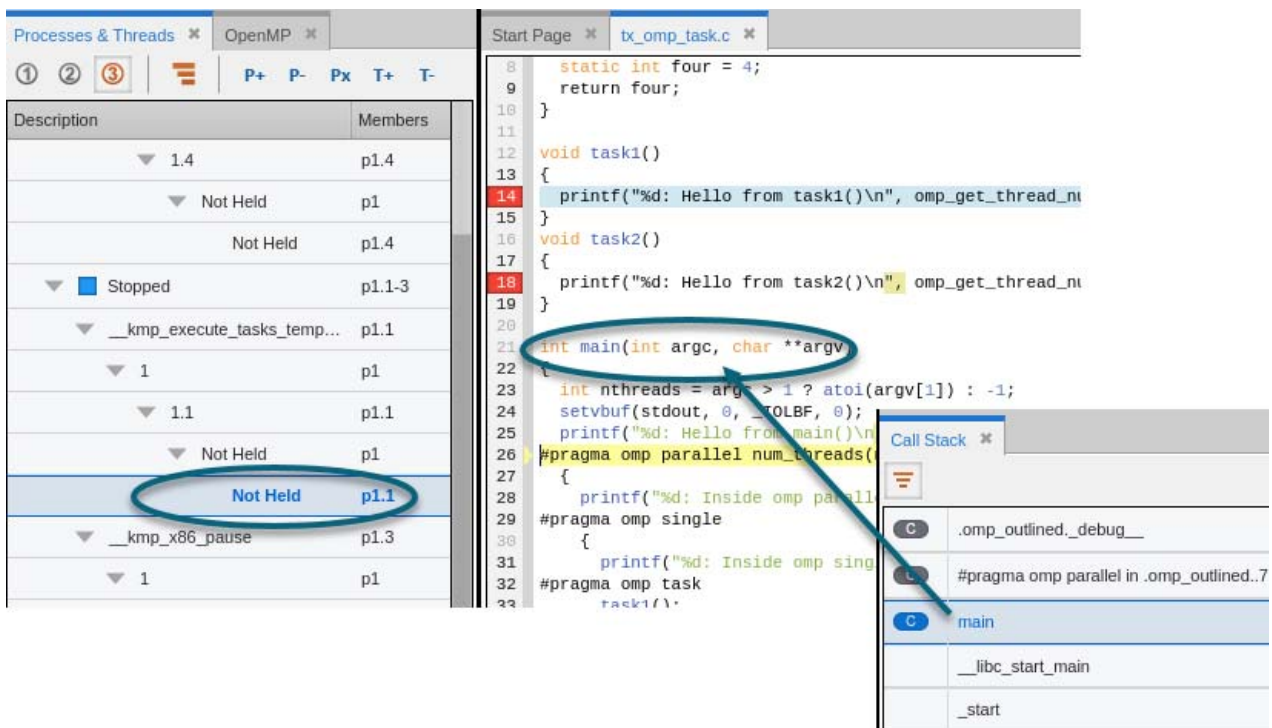 Processes & Threads
OpenMP
P+ P- Px T+ T-
Description Members
1.4 p1.4
Not Held p1
Not Held p1.4
Stopped p1.1-3
__kmp_execute_tasks_temp... p1.1
1 p1
1.1 p1.1
Not Held p1
Not Held p1.1
__kmp_x86_pause p1.3
1 p1
Start Page
tx_omp_task.c
8 static int four = 4;
9 return four;
10 }
11
12 void task1()
13 {
14 printf("%d: Hello from task1()\n", omp_get_thread_nu
15 }
16 void task2()
17 {
18 printf("%d: Hello from task2()\n", omp_get_thread_nu
19 }
20
21 int main(int argc, char **argv)
22 {
23 int nthreads = argc > 1 ? atoi(argv[1]) : -1;
24 setvbuf(stdout, 0, _IOLBF, 0);
25 printf("%d: Hello from main()\n
26 #pragma omp parallel num_threads(
27 {
28 printf("%d: Inside omp paralle
29 #pragma omp single
30 {
31 printf("%d: Inside omp sing
32 #pragma omp task
33 task1();
Call Stack
C .omp_outlined._debug__
C #pragma omp parallel in .omp_outlined..7
C main
__libc_start_main
_start